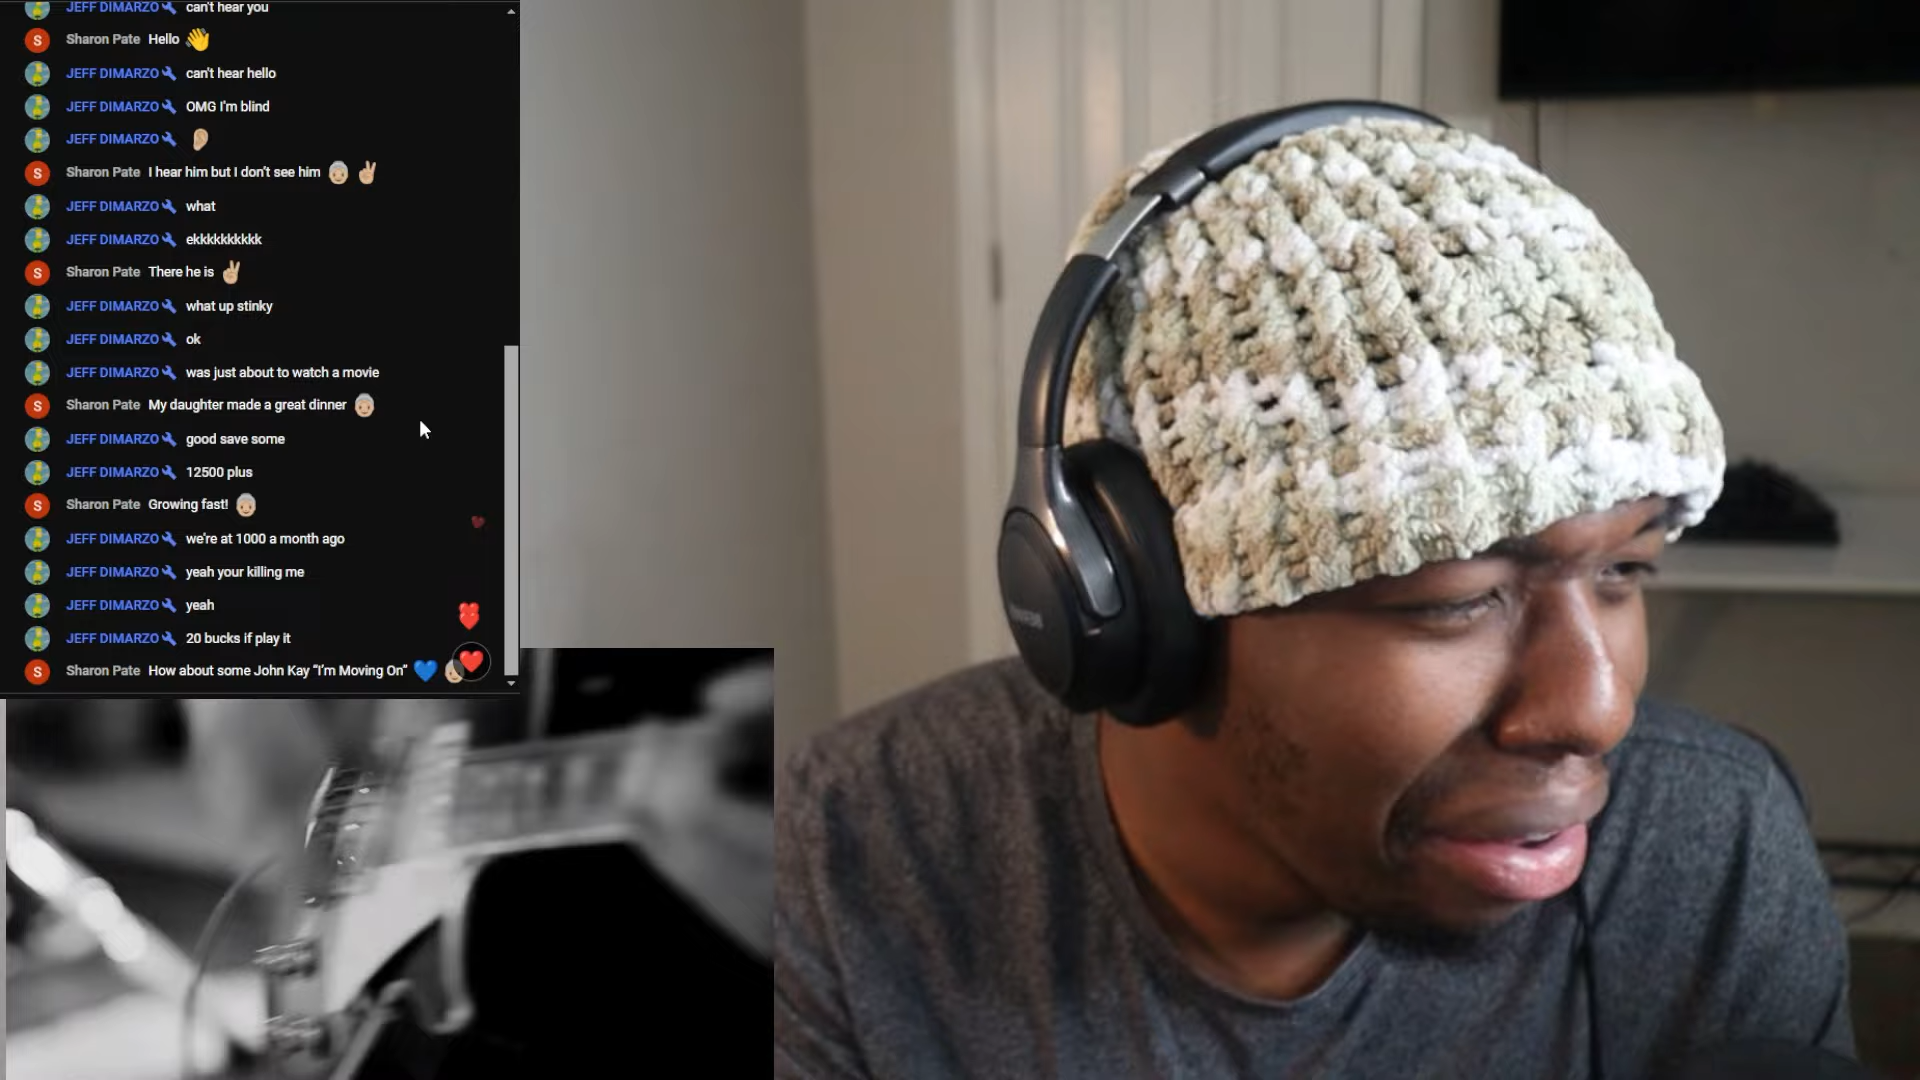 JEFF DIMARZO can't hear you
S Sharon Pate Hello 👋
JEFF DIMARZO can't hear hello
JEFF DIMARZO OMG I'm blind
JEFF DIMARZO 👂🏼
S Sharon Pate I hear him but I don't see him 👵🏼 ✌🏼
JEFF DIMARZO what
JEFF DIMARZO ekkkkkkkkkk
S Sharon Pate There he is ✌🏼
JEFF DIMARZO what up stinky
JEFF DIMARZO ok
JEFF DIMARZO was just about to watch a movie
S Sharon Pate My daughter made a great dinner 👵🏼
JEFF DIMARZO good save some
JEFF DIMARZO 12500 plus
S Sharon Pate Growing fast! 👵🏼
JEFF DIMARZO we're at 1000 a month ago
JEFF DIMARZO yeah your killing me
JEFF DIMARZO yeah
JEFF DIMARZO 20 bucks if play it
S Sharon Pate How about some John Kay “I’m Moving On” 💙